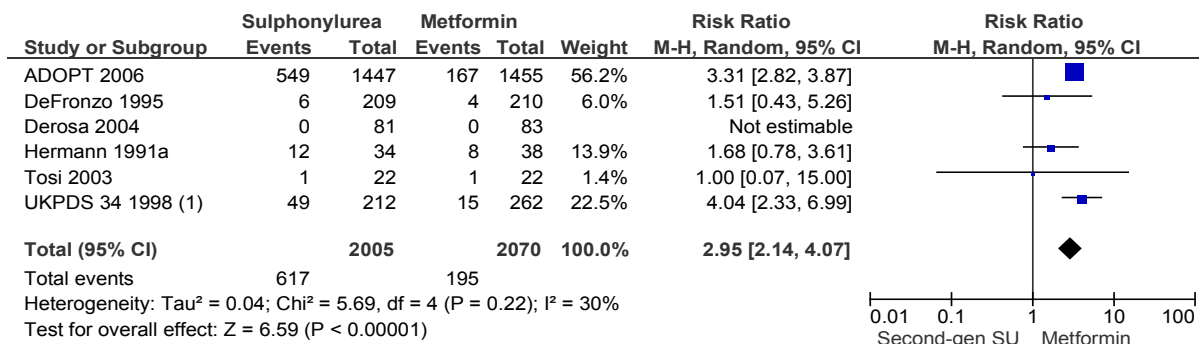 Sulphonylurea Metformin Risk Ratio Risk Ratio
Study or Subgroup Events Total Events Total Weight M-H, Random, 95% CI M-H, Random, 95% CI
ADOPT 2006 549 1447 167 1455 56.2% 3.31 [2.82, 3.87]
DeFronzo 1995 6 209 4 210 6.0% 1.51 [0.43, 5.26]
Derosa 2004 0 81 0 83 Not estimable
Hermann 1991a 12 34 8 38 13.9% 1.68 [0.78, 3.61]
Tosi 2003 1 22 1 22 1.4% 1.00 [0.07, 15.00]
UKPDS 34 1998 (1) 49 212 15 262 22.5% 4.04 [2.33, 6.99]
Total (95% CI) 2005 2070 100.0% 2.95 [2.14, 4.07]
Total events 617 195
Heterogeneity: Tau² = 0.04; Chi² = 5.69, df = 4 (P = 0.22); I² = 30%
Test for overall effect: Z = 6.59 (P < 0.00001)
0.01 0.1 1 10 100
Second-gen SU Metformin